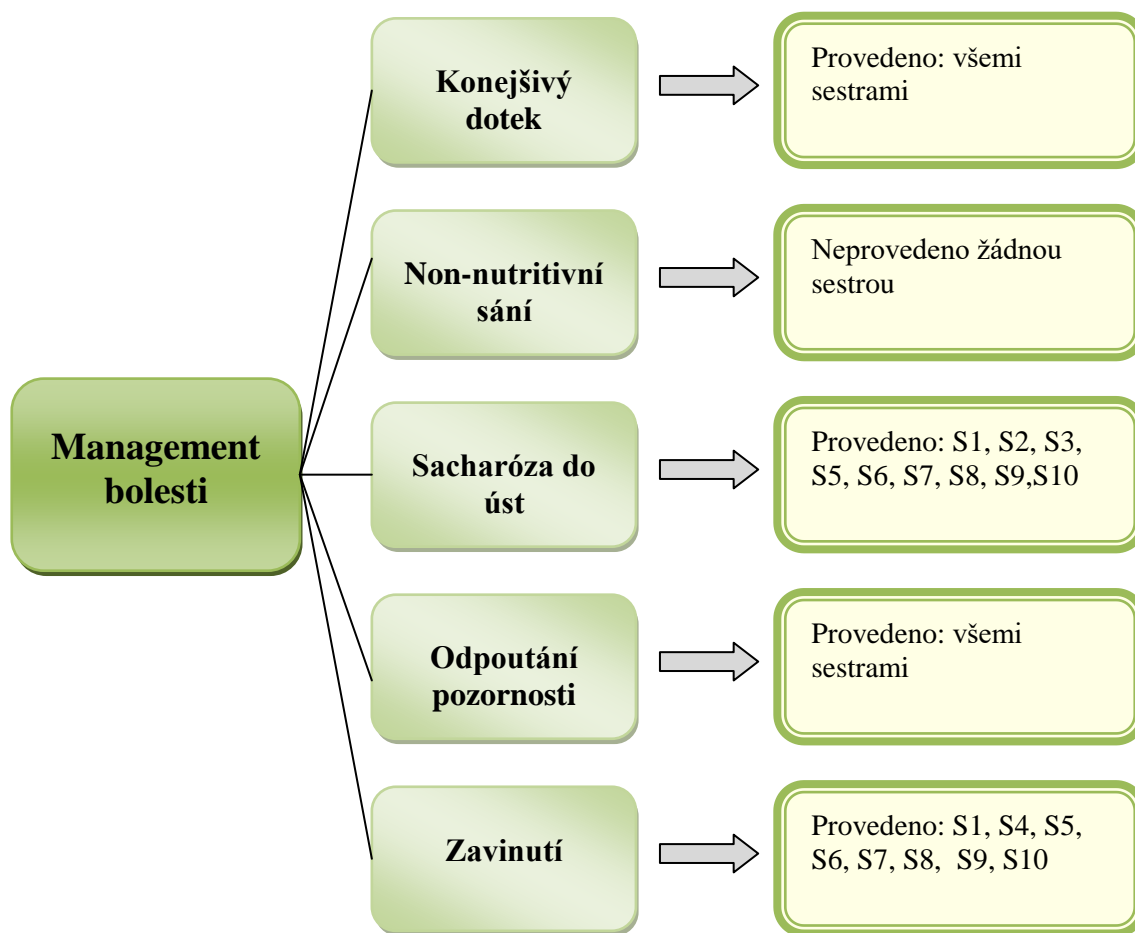 Management
bolesti
Konejšivý
dotek
Provedeno: všemi
sestrami
Non-nutritivní
sání
Neprovedeno žádnou
sestrou
Sacharóza do
úst
Provedeno: S1, S2, S3,
S5, S6, S7, S8, S9,S10
Odpoutání
pozornosti
Provedeno: všemi
sestrami
Zavinutí
Provedeno: S1, S4, S5,
S6, S7, S8,  S9, S10